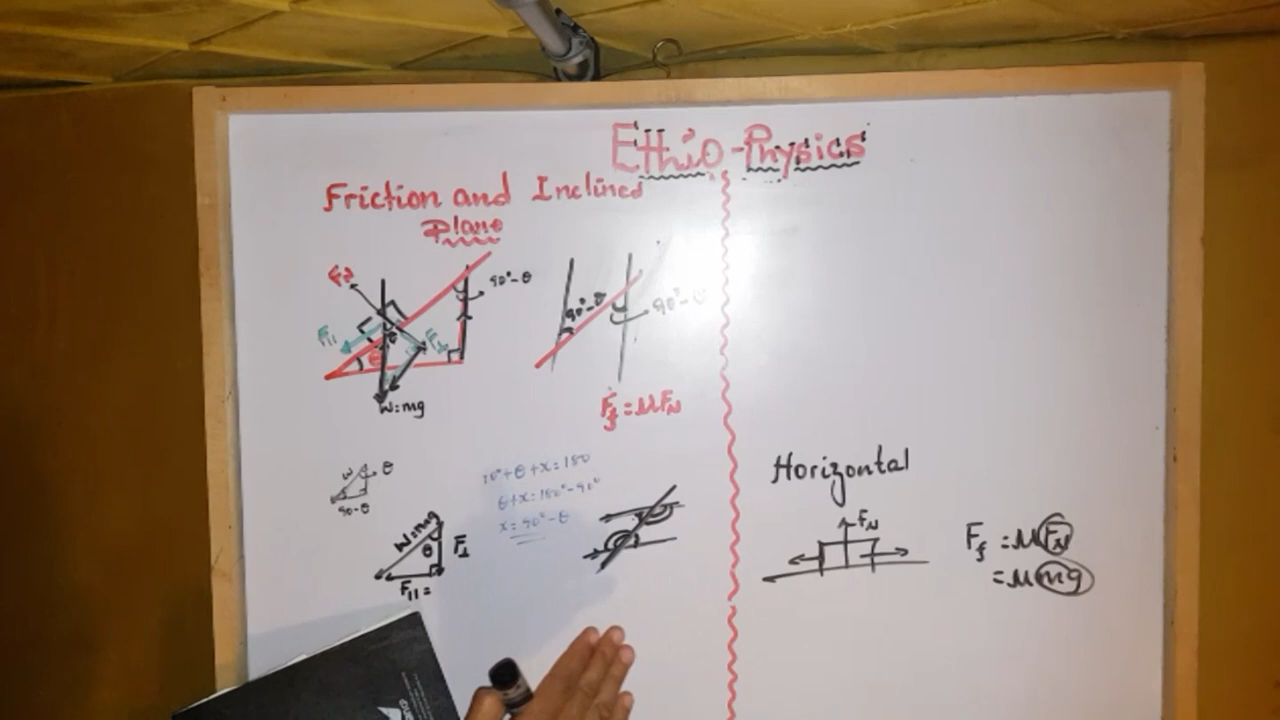 Ethio-Physics
Friction and Inclined
Plane
90°-θ
F||
F⊥
θ
θ
W=mg
90°-θ
90°-θ
Ff=μFN
W
θ
90-θ
90°+θ+x=180
θ+x=180°-90°
x=90°-θ
W=mg
θ
F⊥
F||=
Horizontal
FN
Ff=μFN
=μmg